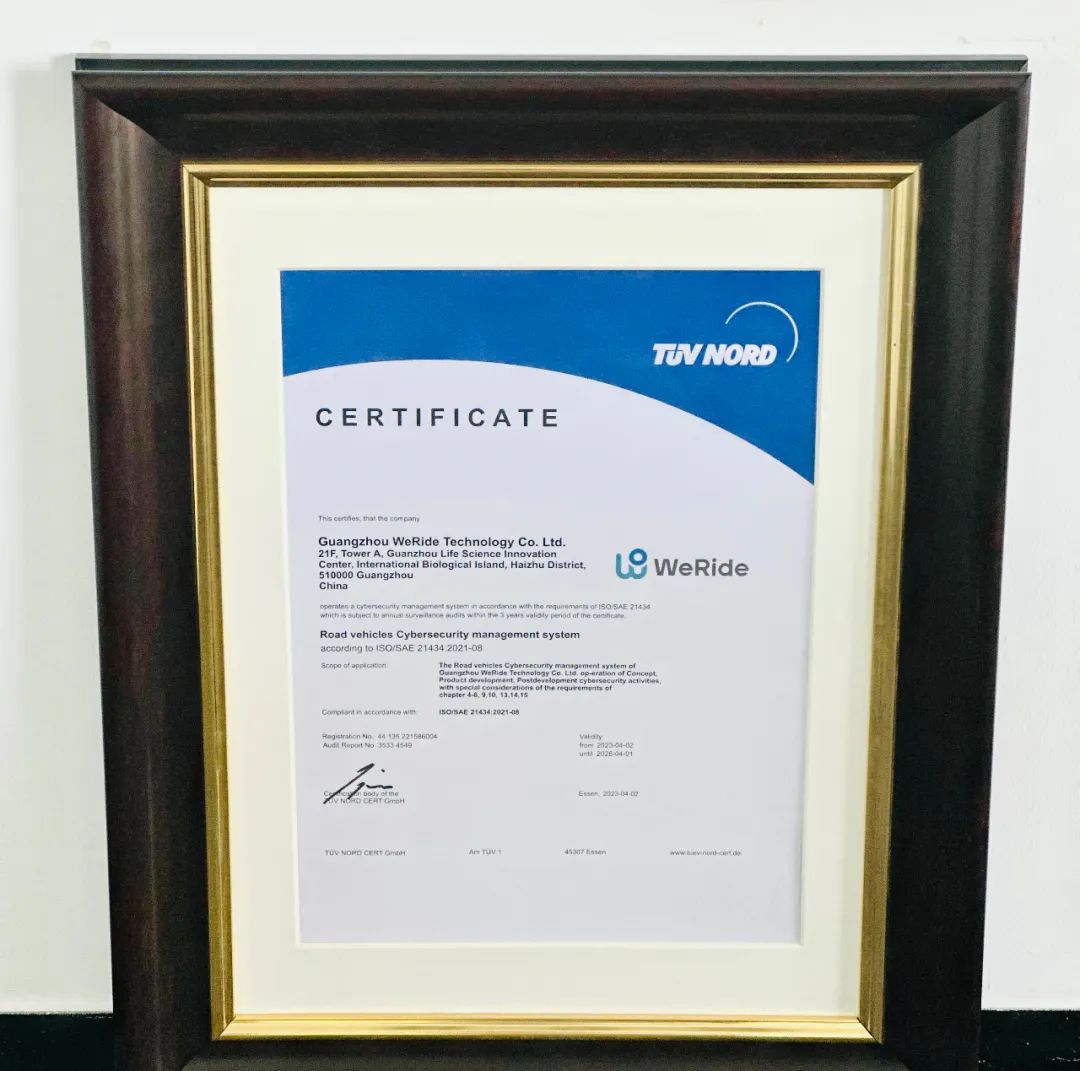 TÜV NORD
CERTIFICATE
This certifies, that the company
Guangzhou WeRide Technology Co. Ltd.
21F, Tower A, Guanzhou Life Science Innovation
Center, International Biological Island, Haizhu District,
510000 Guangzhou
China
WeRide
operates a cybersecurity management system in accordance with the requirements of ISO/SAE 21434
which is subject to annual surveillance audits within the 3 years validity period of the certificate.
Road vehicles Cybersecurity management system
according to ISO/SAE 21434:2021-08
Scope of application:
The Road vehicles Cybersecurity management system of
Guangzhou WeRide Technology Co. Ltd. op-eration of Concept,
Product development, Postdevelopment cybersecurity activities,
with special considerations of the requirements of
chapter 4-8, 9,10, 13,14,15
Compliant in accordance with: ISO/SAE 21434:2021-08
Registration No. 44 135 221586004
Audit Report No. 3533 4549
Validity
from 2023-04-02
until 2026-04-01
Certification body of the
TÜV NORD CERT GmbH
Essen, 2023-04-02
TÜV NORD CERT GmbH Am TÜV 1 45307 Essen www.tuev-nord-cert.de